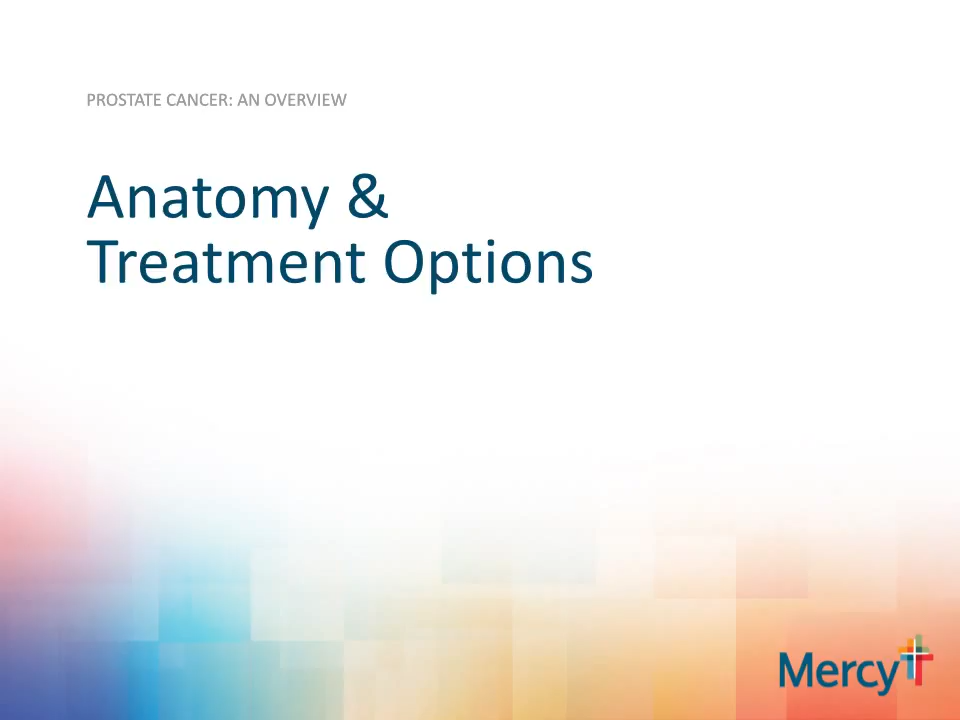 PROSTATE CANCER: AN OVERVIEW
Anatomy &
Treatment Options
Mercy